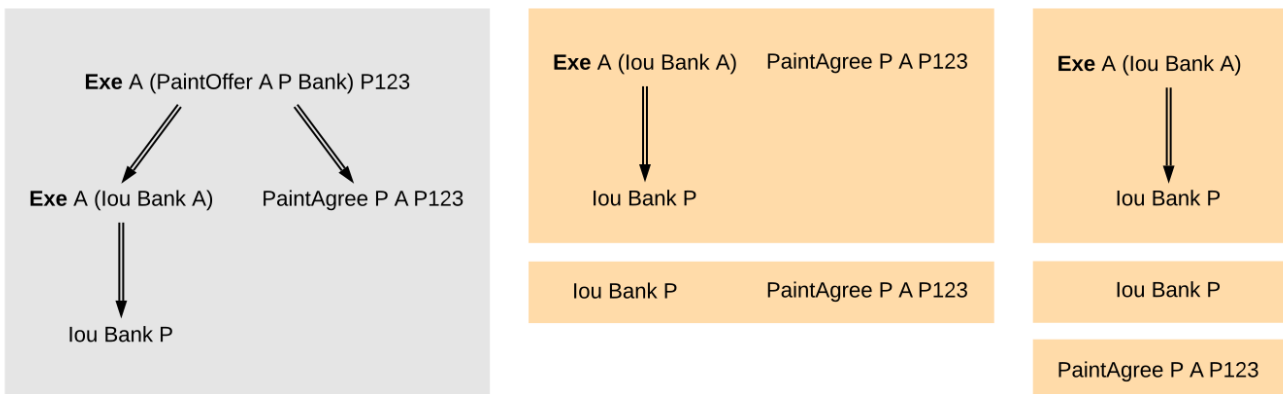 Exe A (PaintOffer A P Bank) P123
Exe A (Iou Bank A) PaintAgree P A P123
Iou Bank P
Exe A (Iou Bank A) PaintAgree P A P123
Iou Bank P
Iou Bank P PaintAgree P A P123
Exe A (Iou Bank A)
Iou Bank P
Iou Bank P
PaintAgree P A P123